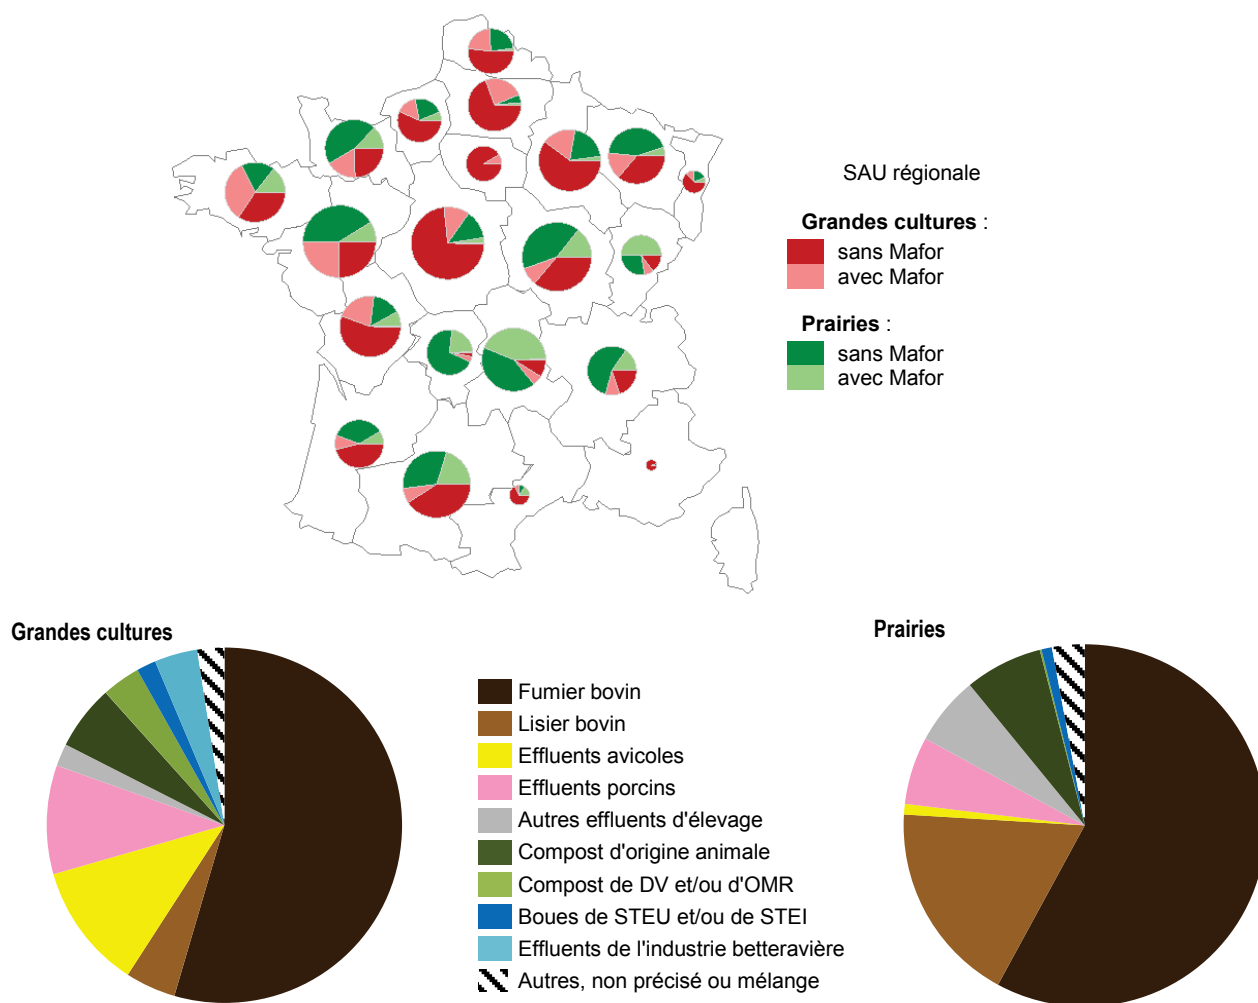 SAU régionale
Grandes cultures :
sans Mafor
avec Mafor
Prairies :
sans Mafor
avec Mafor
Grandes cultures
Prairies
Fumier bovin
Lisier bovin
Effluents avicoles
Effluents porcins
Autres effluents d'élevage
Compost d'origine animale
Compost de DV et/ou d'OMR
Boues de STEU et/ou de STEI
Effluents de l'industrie betteravière
Autres, non précisé ou mélange